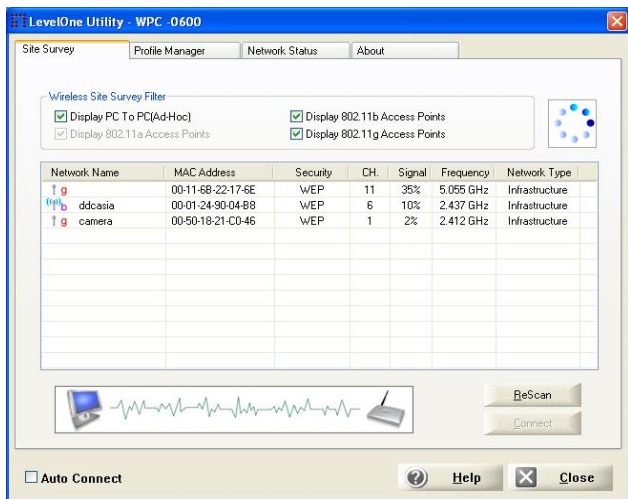 LevelOne Utility - WPC -0600
Site Survey Profile Manager Network Status About
Wireless Site Survey Filter
Display PC To PC(Ad-Hoc) Display 802.11b Access Points
Display 802.11a Access Points Display 802.11g Access Points
Network Name MAC Address Security CH. Signal Frequency Network Type
g 00-11-6B-22-17-6E WEP 11 35% 5.055 GHz Infrastructure
b ddcasia 00-01-24-90-04-B8 WEP 6 10% 2.437 GHz Infrastructure
g camera 00-50-18-21-C0-46 WEP 1 2% 2.412 GHz Infrastructure
ReScan
Connect
Auto Connect Help Close